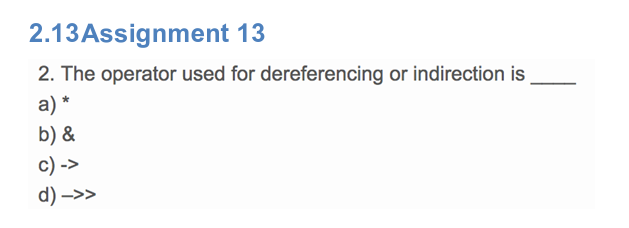 2.13Assignment 13
2. The operator used for dereferencing or indirection is ____
a) *
b) &
c) ->
d) –>>